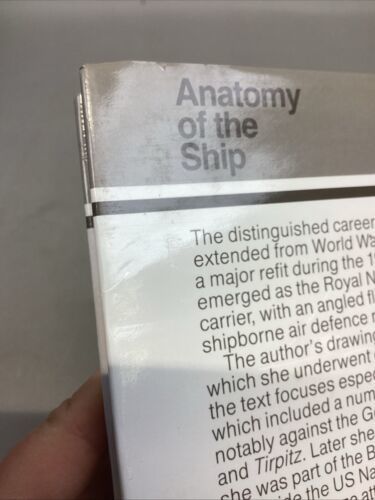 Anatomy
of the
Ship
The distinguished career
extended from World Wa
a major refit during the 1
emerged as the Royal N
carrier, with an angled fl
shipborne air defence r
The author's drawing
which she underwent
the text focuses espec
which included a num
notably against the Ge
and Tirpitz. Later she
she was part of the B
the US Na